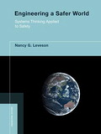 Engineering a Safer World
Systems Thinking Applied
to Safety
Nancy G. Leveson